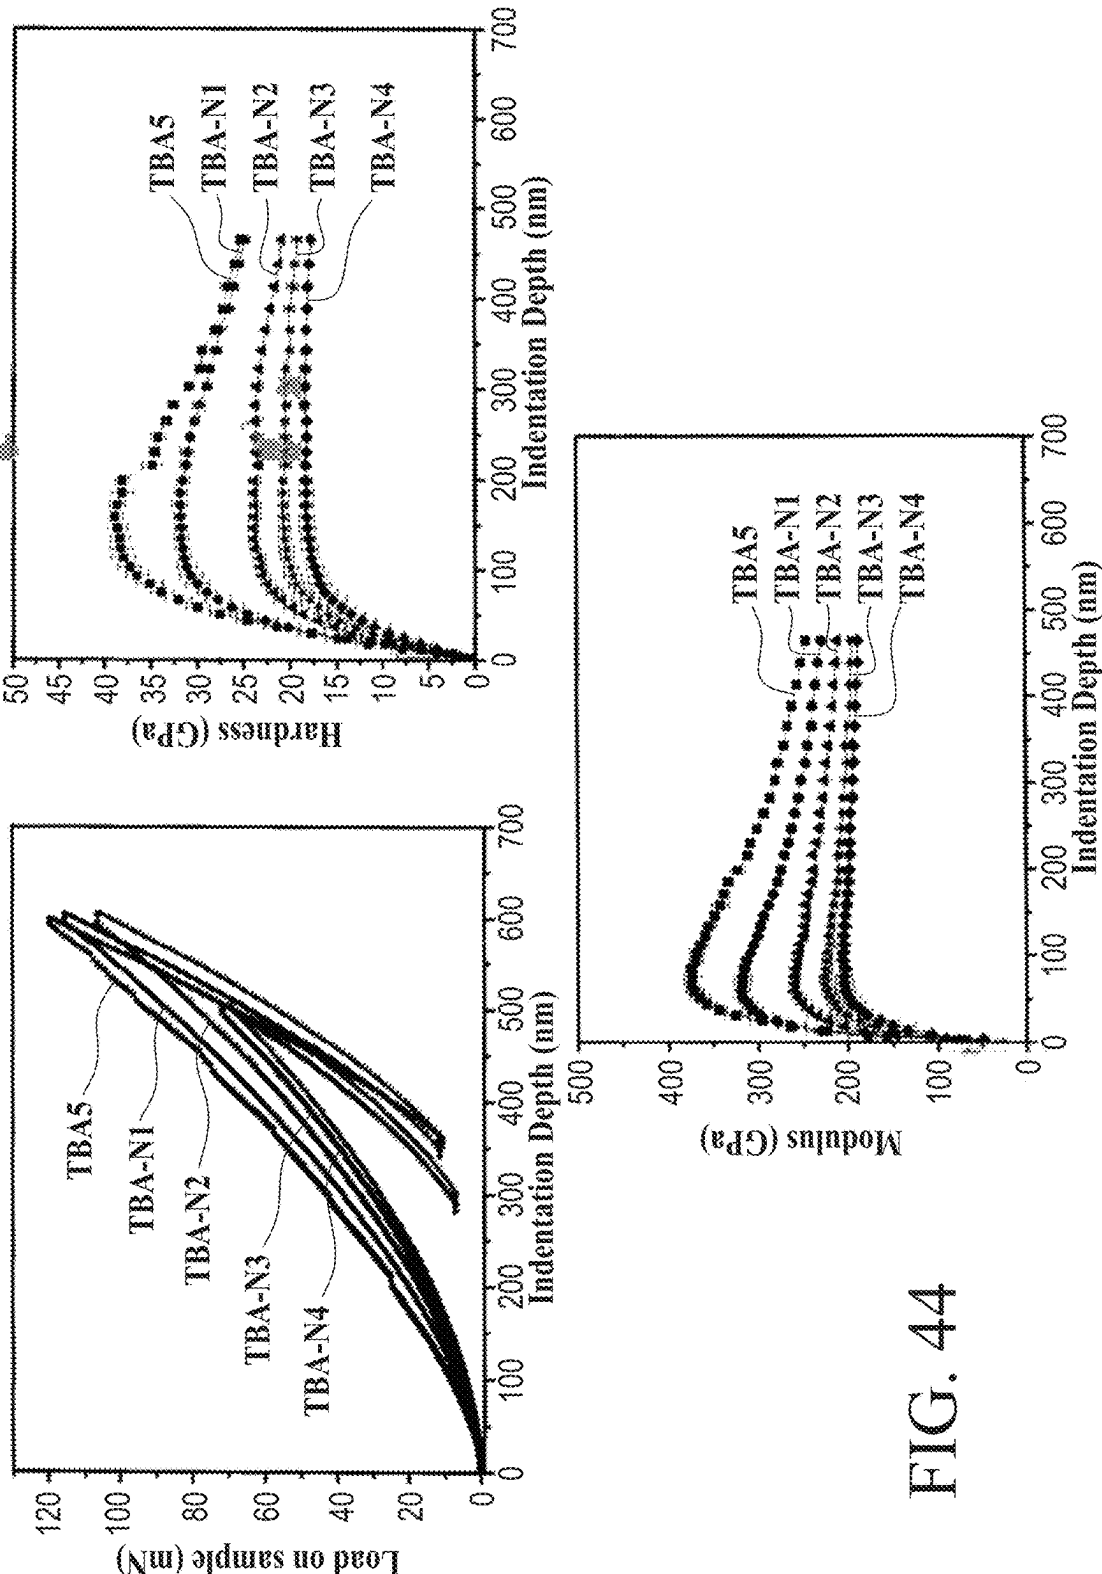 Load on sample (mN)
120
100
80
60
40
20
0
0 100 200 300 400 500 600 700
Indentation Depth (nm)
TBA5
TBA-N1
TBA-N2
TBA-N3
TBA-N4
Hardness (GPa)
50
45
40
35
30
25
20
15
10
5
0
0 100 200 300 400 500 600 700
Indentation Depth (nm)
TBA5
TBA-N1
TBA-N2
TBA-N3
TBA-N4
Modulus (GPa)
500
400
300
200
100
0
0 100 200 300 400 500 600 700
Indentation Depth (nm)
TBA5
TBA-N1
TBA-N2
TBA-N3
TBA-N4
FIG. 44